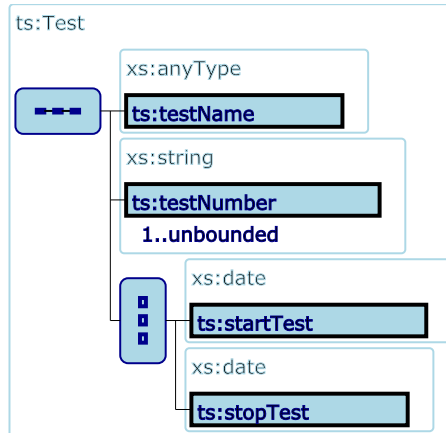 ts:Test
xs:anyType
ts:testName
xs:string
ts:testNumber
1..unbounded
xs:date
ts:startTest
xs:date
ts:stopTest